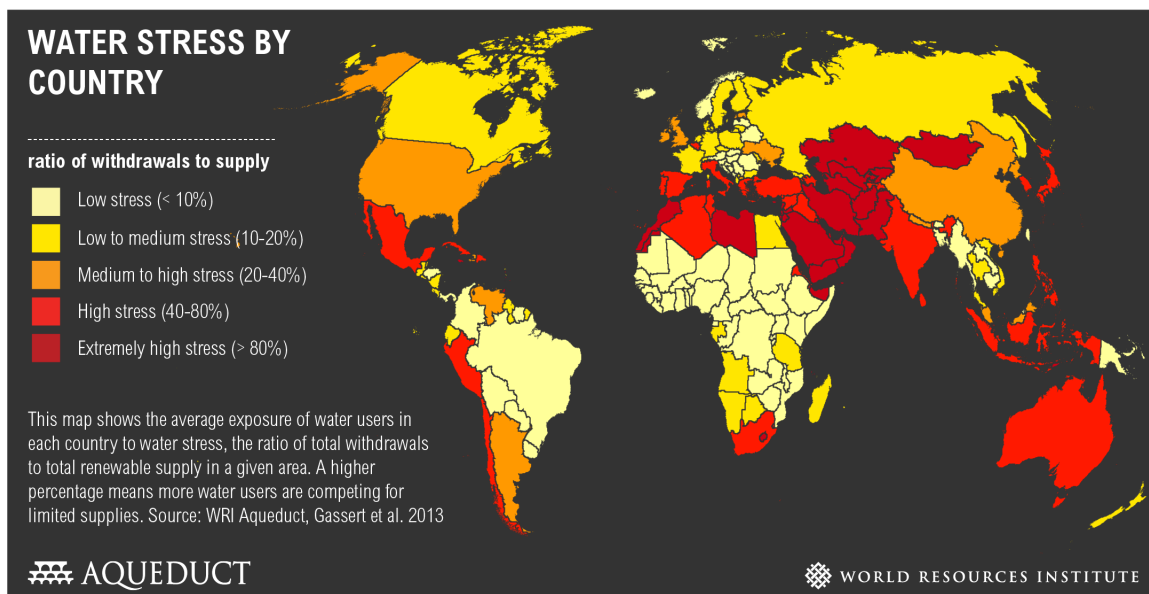 WATER STRESS BY
COUNTRY
ratio of withdrawals to supply
Low stress (< 10%)
Low to medium stress (10-20%)
Medium to high stress (20-40%)
High stress (40-80%)
Extremely high stress (> 80%)
This map shows the average exposure of water users in
each country to water stress, the ratio of total withdrawals
to total renewable supply in a given area. A higher
percentage means more water users are competing for
limited supplies. Source: WRI Aqueduct, Gassert et al. 2013
AQUEDUCT
WORLD RESOURCES INSTITUTE